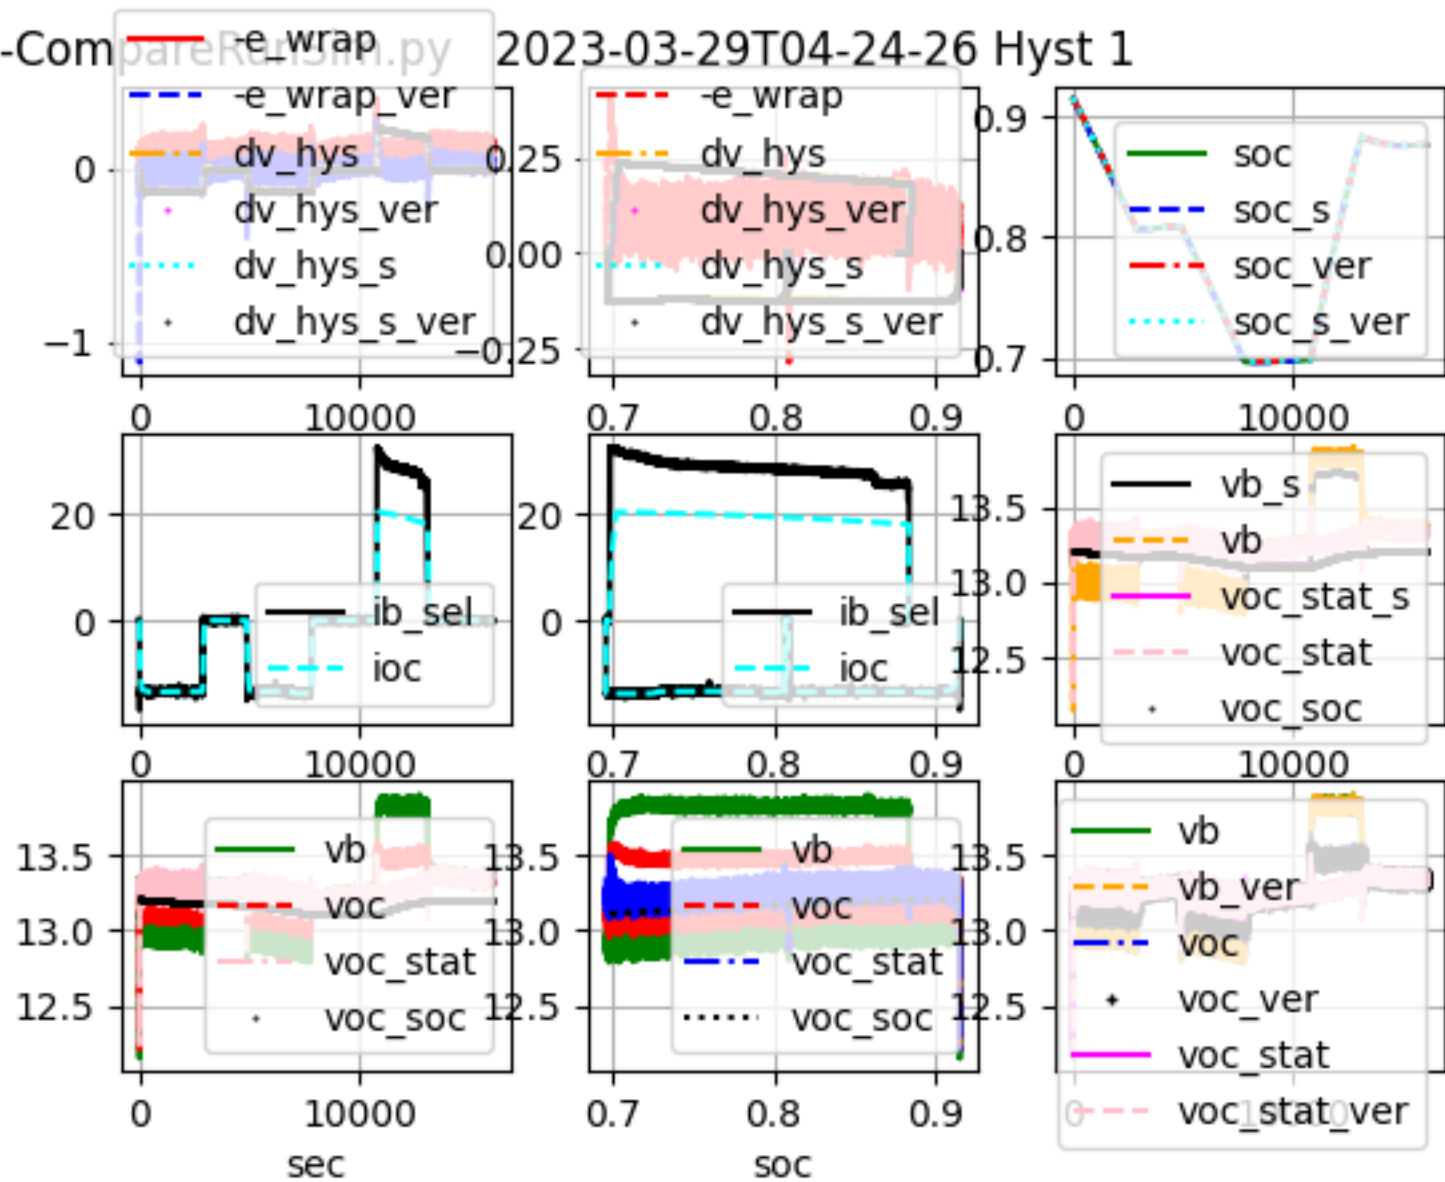 -CompareRunSim.py 2023-03-29T04-24-26 Hyst 1
-e_wrap
-e_wrap_ver
dv_hys
dv_hys_ver
dv_hys_s
dv_hys_s_ver
0
−1
0 10000
-e_wrap
dv_hys
dv_hys_ver
dv_hys_s
dv_hys_s_ver
0.25
0.00
−0.25
0.7 0.8 0.9
soc
soc_s
soc_ver
soc_s_ver
0.9
0.8
0.7
0 10000
20
0
ib_sel
ioc
0 10000
20
0
ib_sel
ioc
0.7 0.8 0.9
13.5
13.0
12.5
vb_s
vb
voc_stat_s
voc_stat
voc_soc
0 10000
13.5
13.0
12.5
vb
voc
voc_stat
voc_soc
0 10000
sec
13.5
13.0
12.5
vb
voc
voc_stat
voc_soc
0.7 0.8 0.9
soc
13.5
13.0
12.5
vb
vb_ver
voc
voc_ver
voc_stat
voc_stat_ver
0 10000